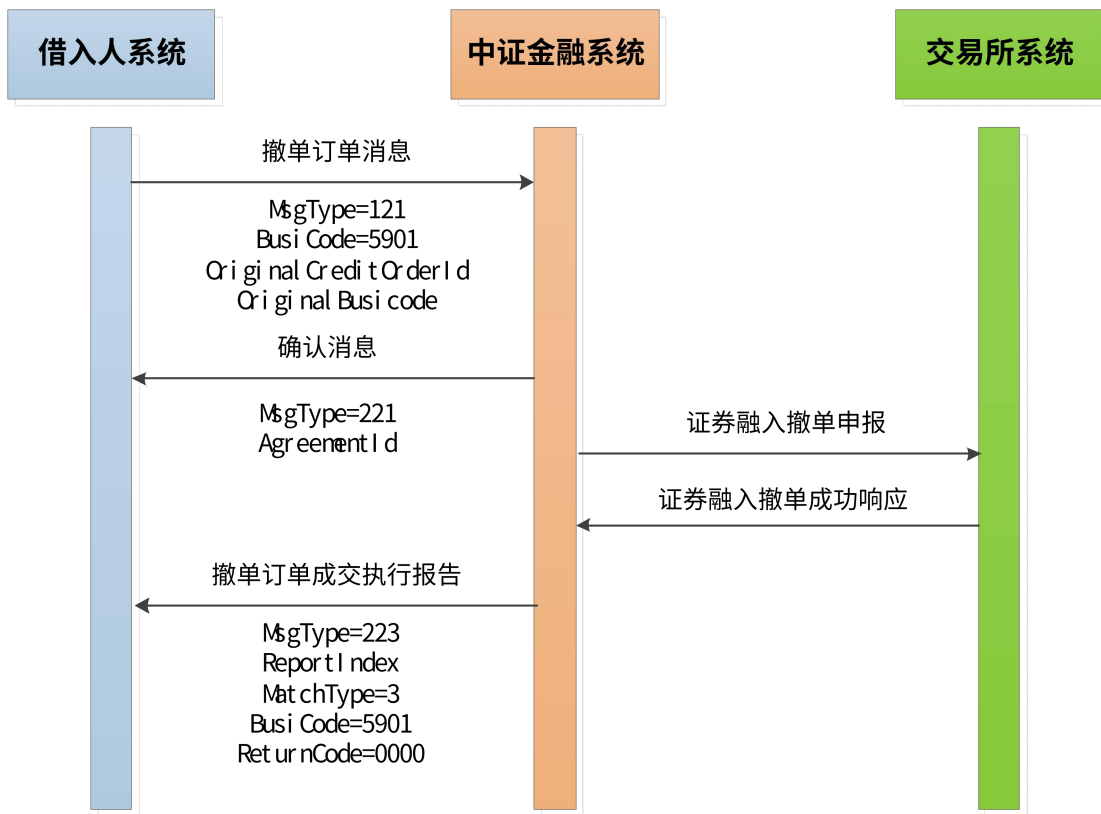 借入人系统
中证金融系统
交易所系统
撤单订单消息
MsgType=121
BusiCode=5901
OriginalCreditOrderId
OriginalBusicode
确认消息
MsgType=221
AgreementId
证券融入撤单申报
证券融入撤单成功响应
撤单订单成交执行报告
MsgType=223
ReportIndex
MatchType=3
BusiCode=5901
ReturnCode=0000